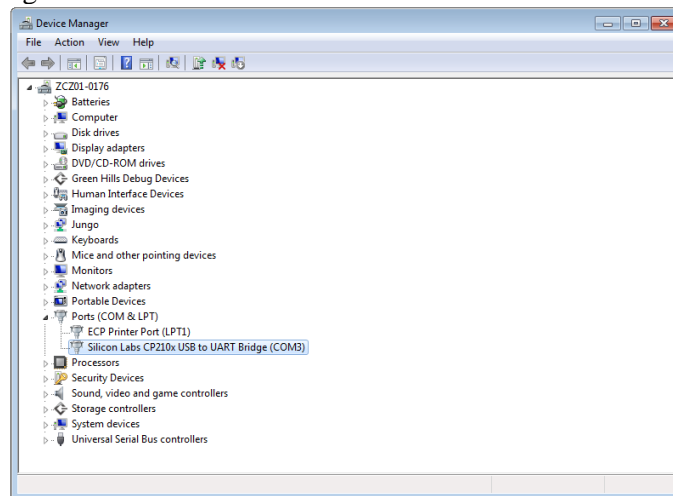 Device Manager
File Action View Help
ZCZ01-0176
Batteries
Computer
Disk drives
Display adapters
DVD/CD-ROM drives
Green Hills Debug Devices
Human Interface Devices
Imaging devices
Jungo
Keyboards
Mice and other pointing devices
Monitors
Network adapters
Portable Devices
Ports (COM & LPT)
ECP Printer Port (LPT1)
Silicon Labs CP210x USB to UART Bridge (COM3)
Processors
Security Devices
Sound, video and game controllers
Storage controllers
System devices
Universal Serial Bus controllers